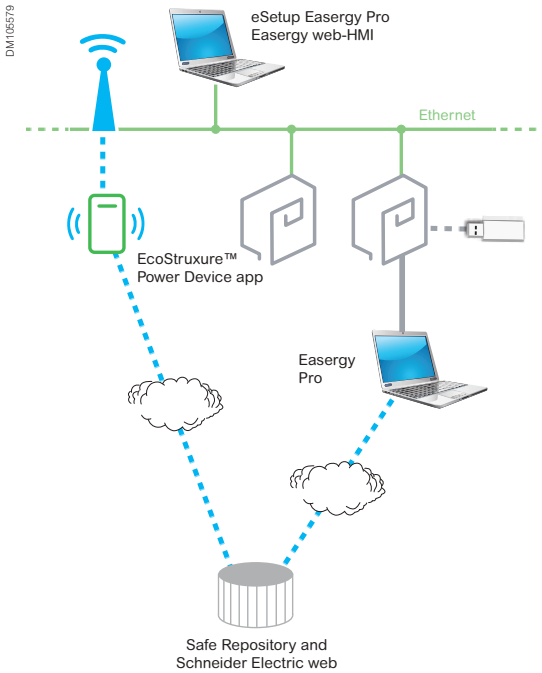 DM105579
eSetup Easergy Pro
Easergy web-HMI
Ethernet
EcoStruxure™
Power Device app
Easergy
Pro
Safe Repository and
Schneider Electric web